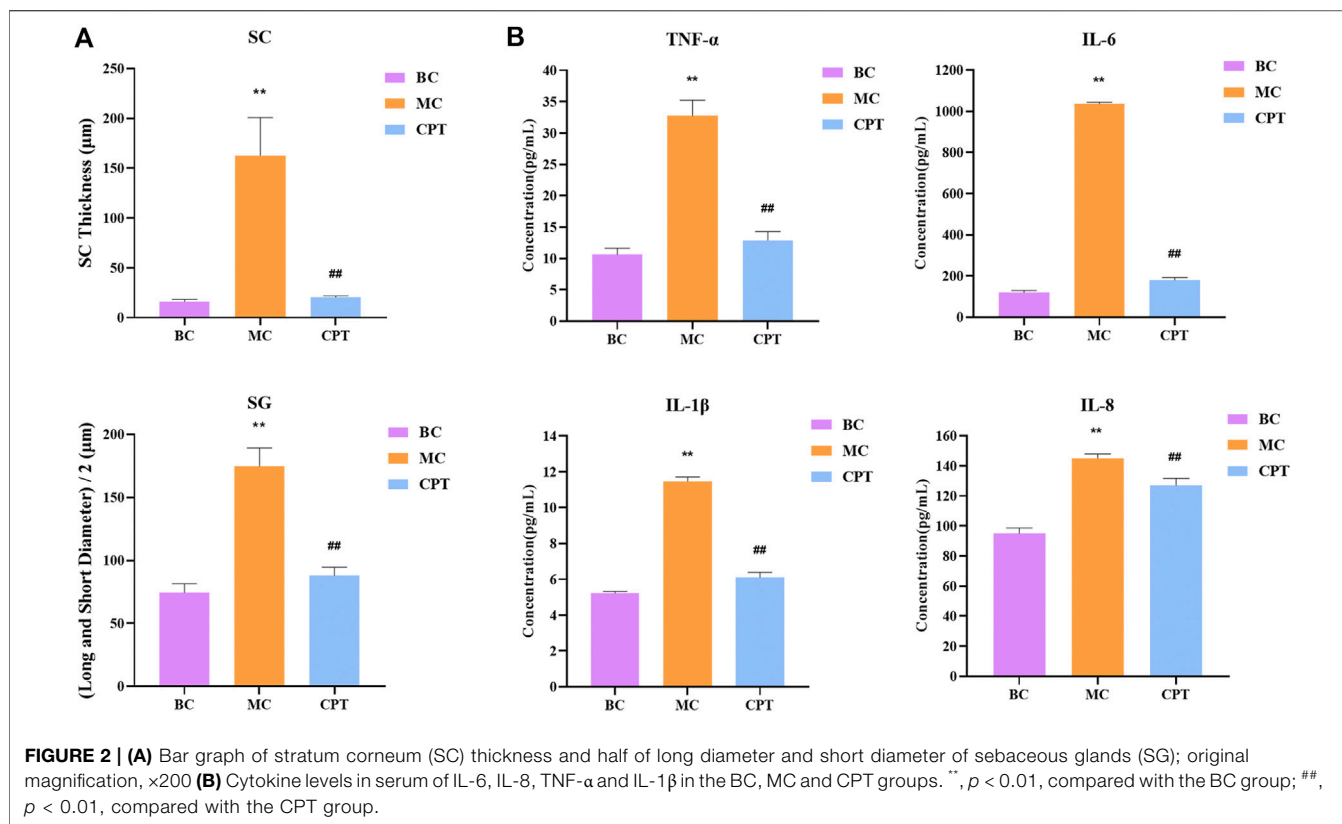 A
SC
SC Thickness (μm)
250
200
150
100
50
0
**
##
BC
MC
CPT
BC
MC
CPT
B
TNF-α
Concentration(pg/mL)
40
35
30
25
20
15
10
5
0
**
##
BC
MC
CPT
BC
MC
CPT
IL-6
Concentration(pg/mL)
1200
1000
800
600
400
200
0
**
##
BC
MC
CPT
BC
MC
CPT
SG
(Long and Short Diameter) / 2 (μm)
200
150
100
50
0
**
##
BC
MC
CPT
BC
MC
CPT
IL-1β
Concentration(pg/mL)
14
12
10
8
6
4
2
0
**
##
BC
MC
CPT
BC
MC
CPT
IL-8
Concentration(pg/mL)
160
140
120
100
80
60
40
20
0
**
##
BC
MC
CPT
BC
MC
CPT
FIGURE 2 | (A) Bar graph of stratum corneum (SC) thickness and half of long diameter and short diameter of sebaceous glands (SG); original
magnification, ×200 (B) Cytokine levels in serum of IL-6, IL-8, TNF-α and IL-1β in the BC, MC and CPT groups. **, p < 0.01, compared with the BC group; ##,
p < 0.01, compared with the CPT group.